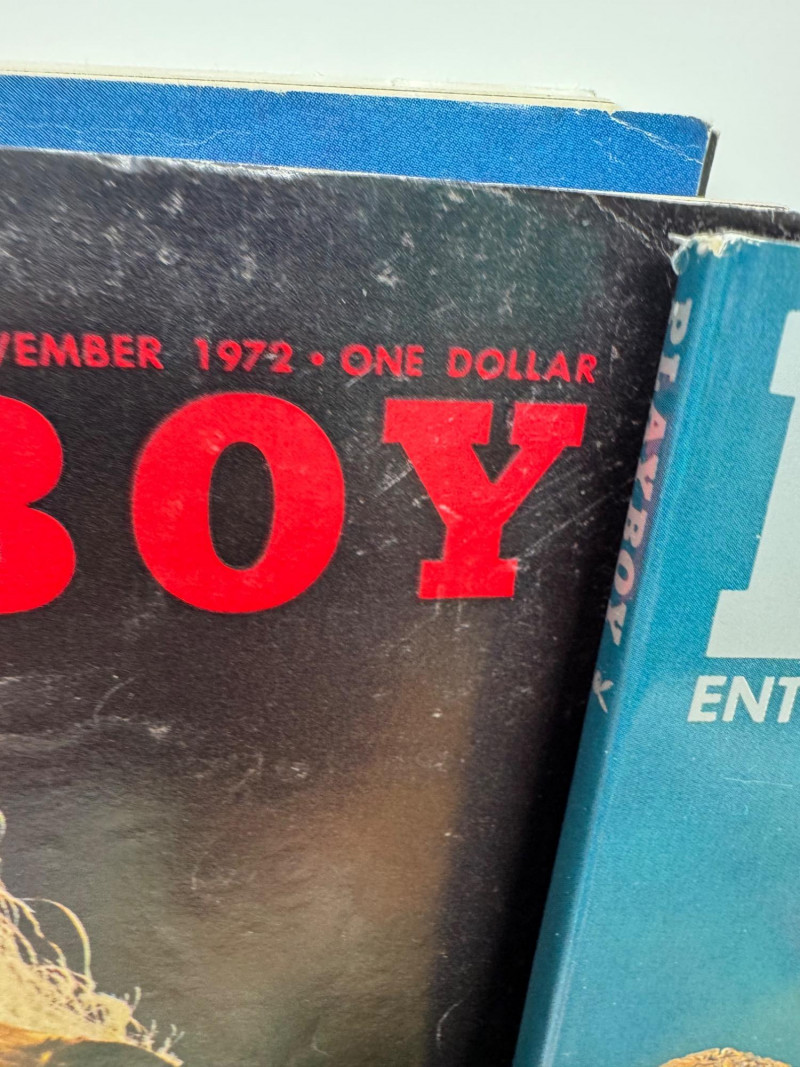 VEMBER 1972 • ONE DOLLAR
BOY
PLAYBOY
ENT